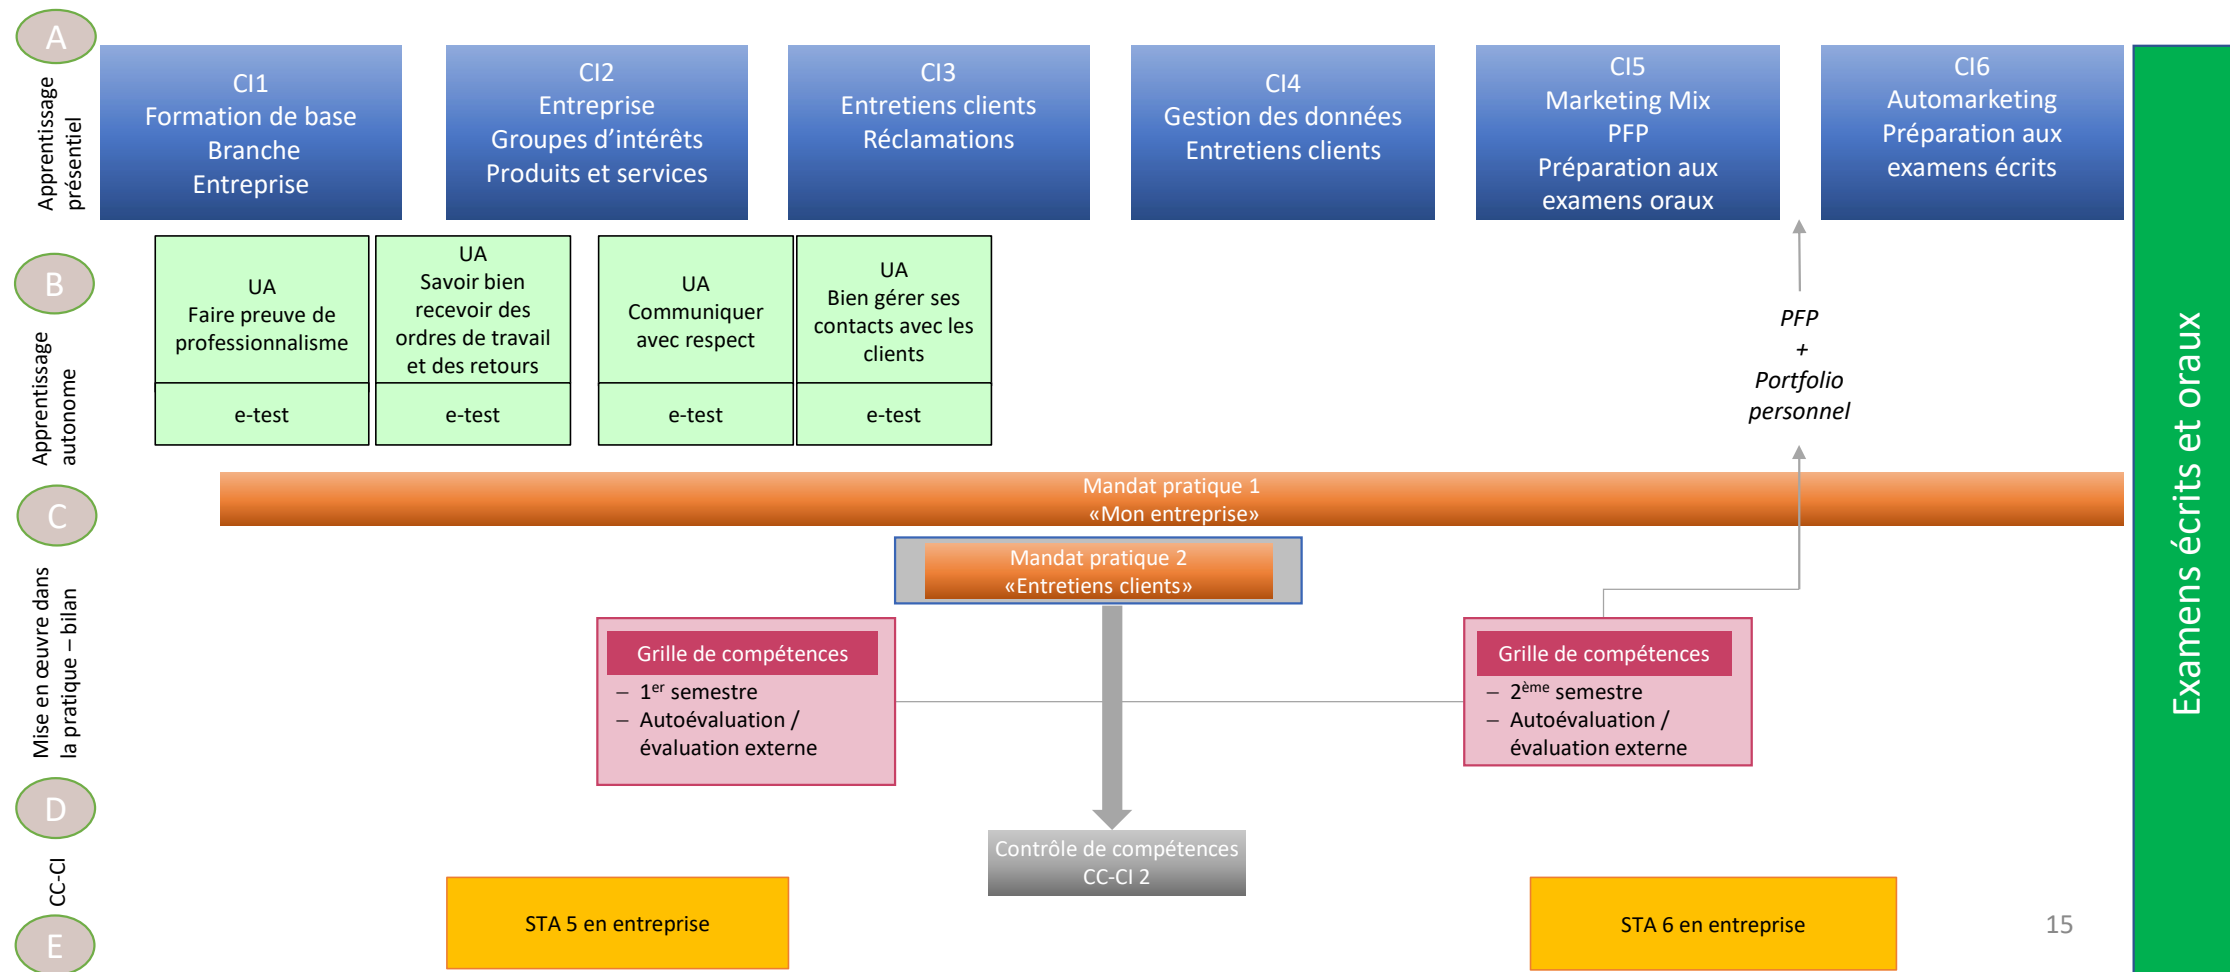 A
Apprentissage
présentiel
CI1
Formation de base
Branche
Entreprise
CI2
Entreprise
Groupes d’intérêts
Produits et services
CI3
Entretiens clients
Réclamations
CI4
Gestion des données
Entretiens clients
CI5
Marketing Mix
PFP
Préparation aux
examens oraux
CI6
Automarketing
Préparation aux
examens écrits
Examens écrits et oraux
B
Apprentissage
autonome
UA
Faire preuve de
professionnalisme
e-test
UA
Savoir bien
recevoir des
ordres de travail
et des retours
e-test
UA
Communiquer
avec respect
e-test
UA
Bien gérer ses
contacts avec les
clients
e-test
PFP
+
Portfolio
personnel
C
Mise en œuvre dans
la pratique – bilan
Mandat pratique 1
«Mon entreprise»
Mandat pratique 2
«Entretiens clients»
Grille de compétences
– 1er semestre
– Autoévaluation /
évaluation externe
Grille de compétences
– 2ème semestre
– Autoévaluation /
évaluation externe
D
CC-CI
Contrôle de compétences
CC-CI 2
E
STA 5 en entreprise
STA 6 en entreprise
15